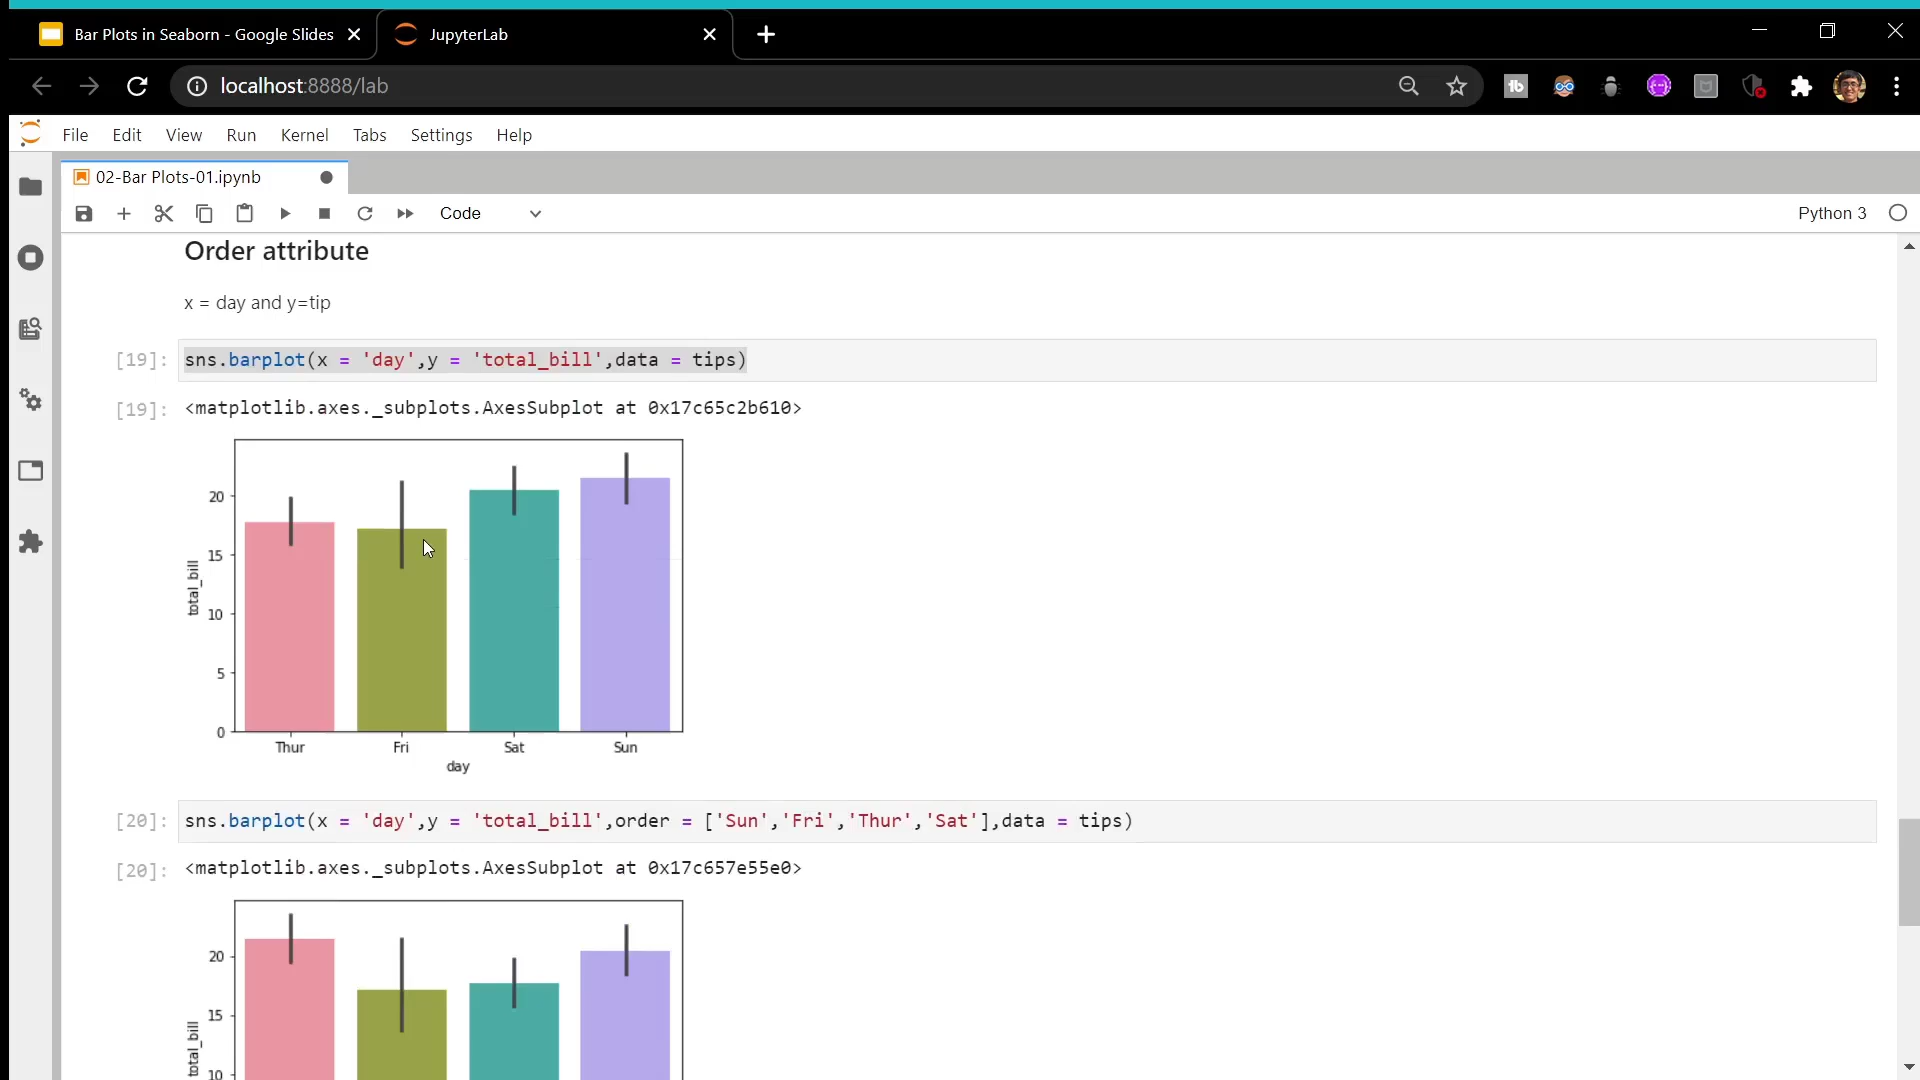 Bar Plots in Seaborn - Google Slides
JupyterLab
localhost:8888/lab
File Edit View Run Kernel Tabs Settings Help
02-Bar Plots-01.ipynb
Code
Python 3
Order attribute
x = day and y=tip
[19]: sns.barplot(x = 'day',y = 'total_bill',data = tips)
[19]: <matplotlib.axes._subplots.AxesSubplot at 0x17c65c2b610>
20
15
10
5
0
total_bill
Thur Fri Sat Sun
day
[20]: sns.barplot(x = 'day',y = 'total_bill',order = ['Sun','Fri','Thur','Sat'],data = tips)
[20]: <matplotlib.axes._subplots.AxesSubplot at 0x17c657e55e0>
20
15
10
total_bill